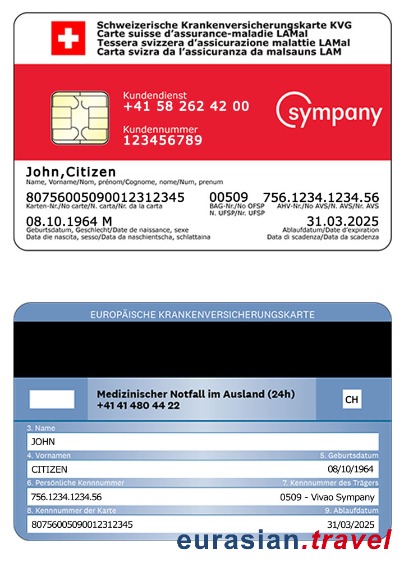 Schweizerische Krankenversicherungskarte KVG
Carte suisse d'assurance-maladie LAMal
Tessera svizzera d'assicurazione malattie LAMal
Carta svizra da l'assicuranza da malsauns LAM
Kundendienst
+41 58 262 42 00
sympany
Kundennummer
123456789
John,Citizen
Name, Vorname/Nom, prénom/Cognome, nome/Num, prenum
80756005090012312345 00509 756.1234.1234.56
Karten-Nr./No carte/N. carta/Nr. da la carta BAG-Nr./No OFSP AHV-Nr./No AVS/N. AVS/Nr. AVS
N. UFSP/Nr. UFSP
08.10.1964 M 31.03.2025
Geburtsdatum, Geschlecht/Date de naissance, sexe Ablaufdatum/Date d'expiration
Data die nascita, sesso/Data da naschientscha, schlattaina Data di scadenza/Data da scadenza
EUROPÄISCHE KRANKENVERSICHERUNGSKARTE
Medizinischer Notfall im Ausland (24h)
+41 41 480 44 22
CH
3. Name
JOHN
4. Vornamen 5. Geburtsdatum
CITIZEN 08/10/1964
6. Persönliche Kennnummer 7. Kennnummer des Trägers
756.1234.1234.56 0509 - Vivao Sympany
8. Kennnummer der Karte 9. Ablaufdatum
80756005090012312345 31/03/2025
eurasian.travel